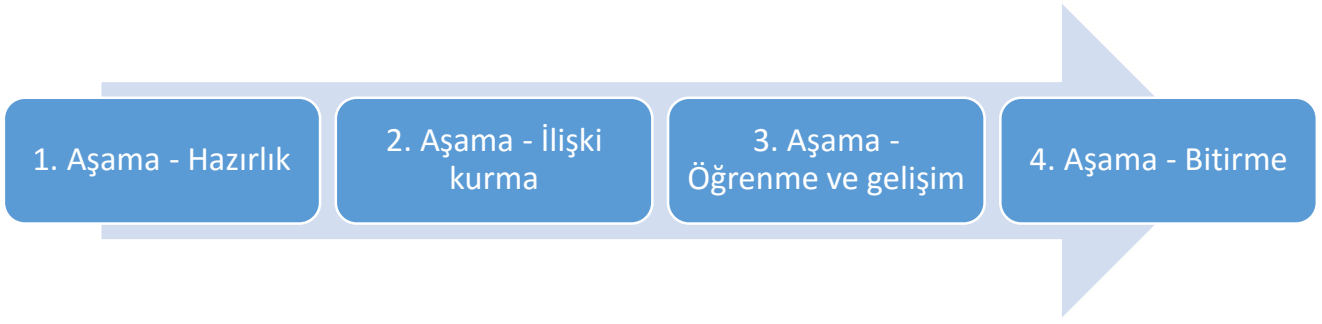 1. Aşama - Hazırlık
2. Aşama - İlişki
kurma
3. Aşama -
Öğrenme ve gelişim
4. Aşama - Bitirme